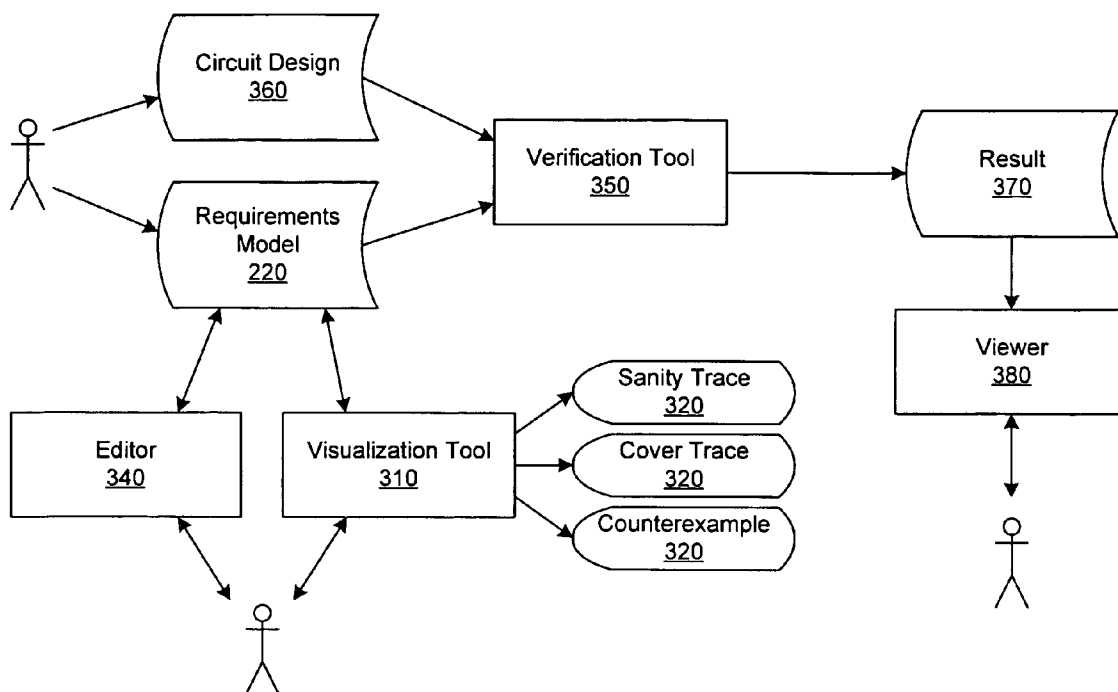 Circuit Design
360
Verification Tool
350
Result
370
Requirements
Model
220
Viewer
380
Sanity Trace
320
Editor
340
Visualization Tool
310
Cover Trace
320
Counterexample
320